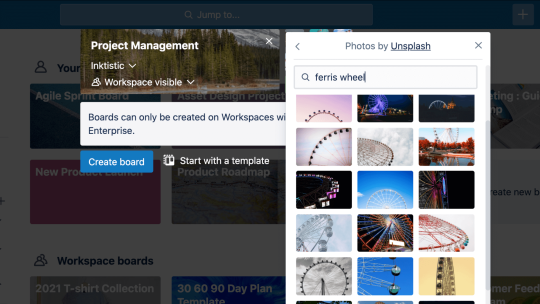 Jump to...
Project Management
Inktistic
Workspace visible
Boards can only be created on Workspaces wi
Enterprise.
Create board
Start with a template
Photos by Unsplash
ferris wheel
Your
Agile Sprint Board
Asset Design Project
ting : Gui
New Product Launch
Product Roadmap
create new b
Workspace boards
2021 T-shirt Collection
30 60 90 Day Plan
Template
mer Feed